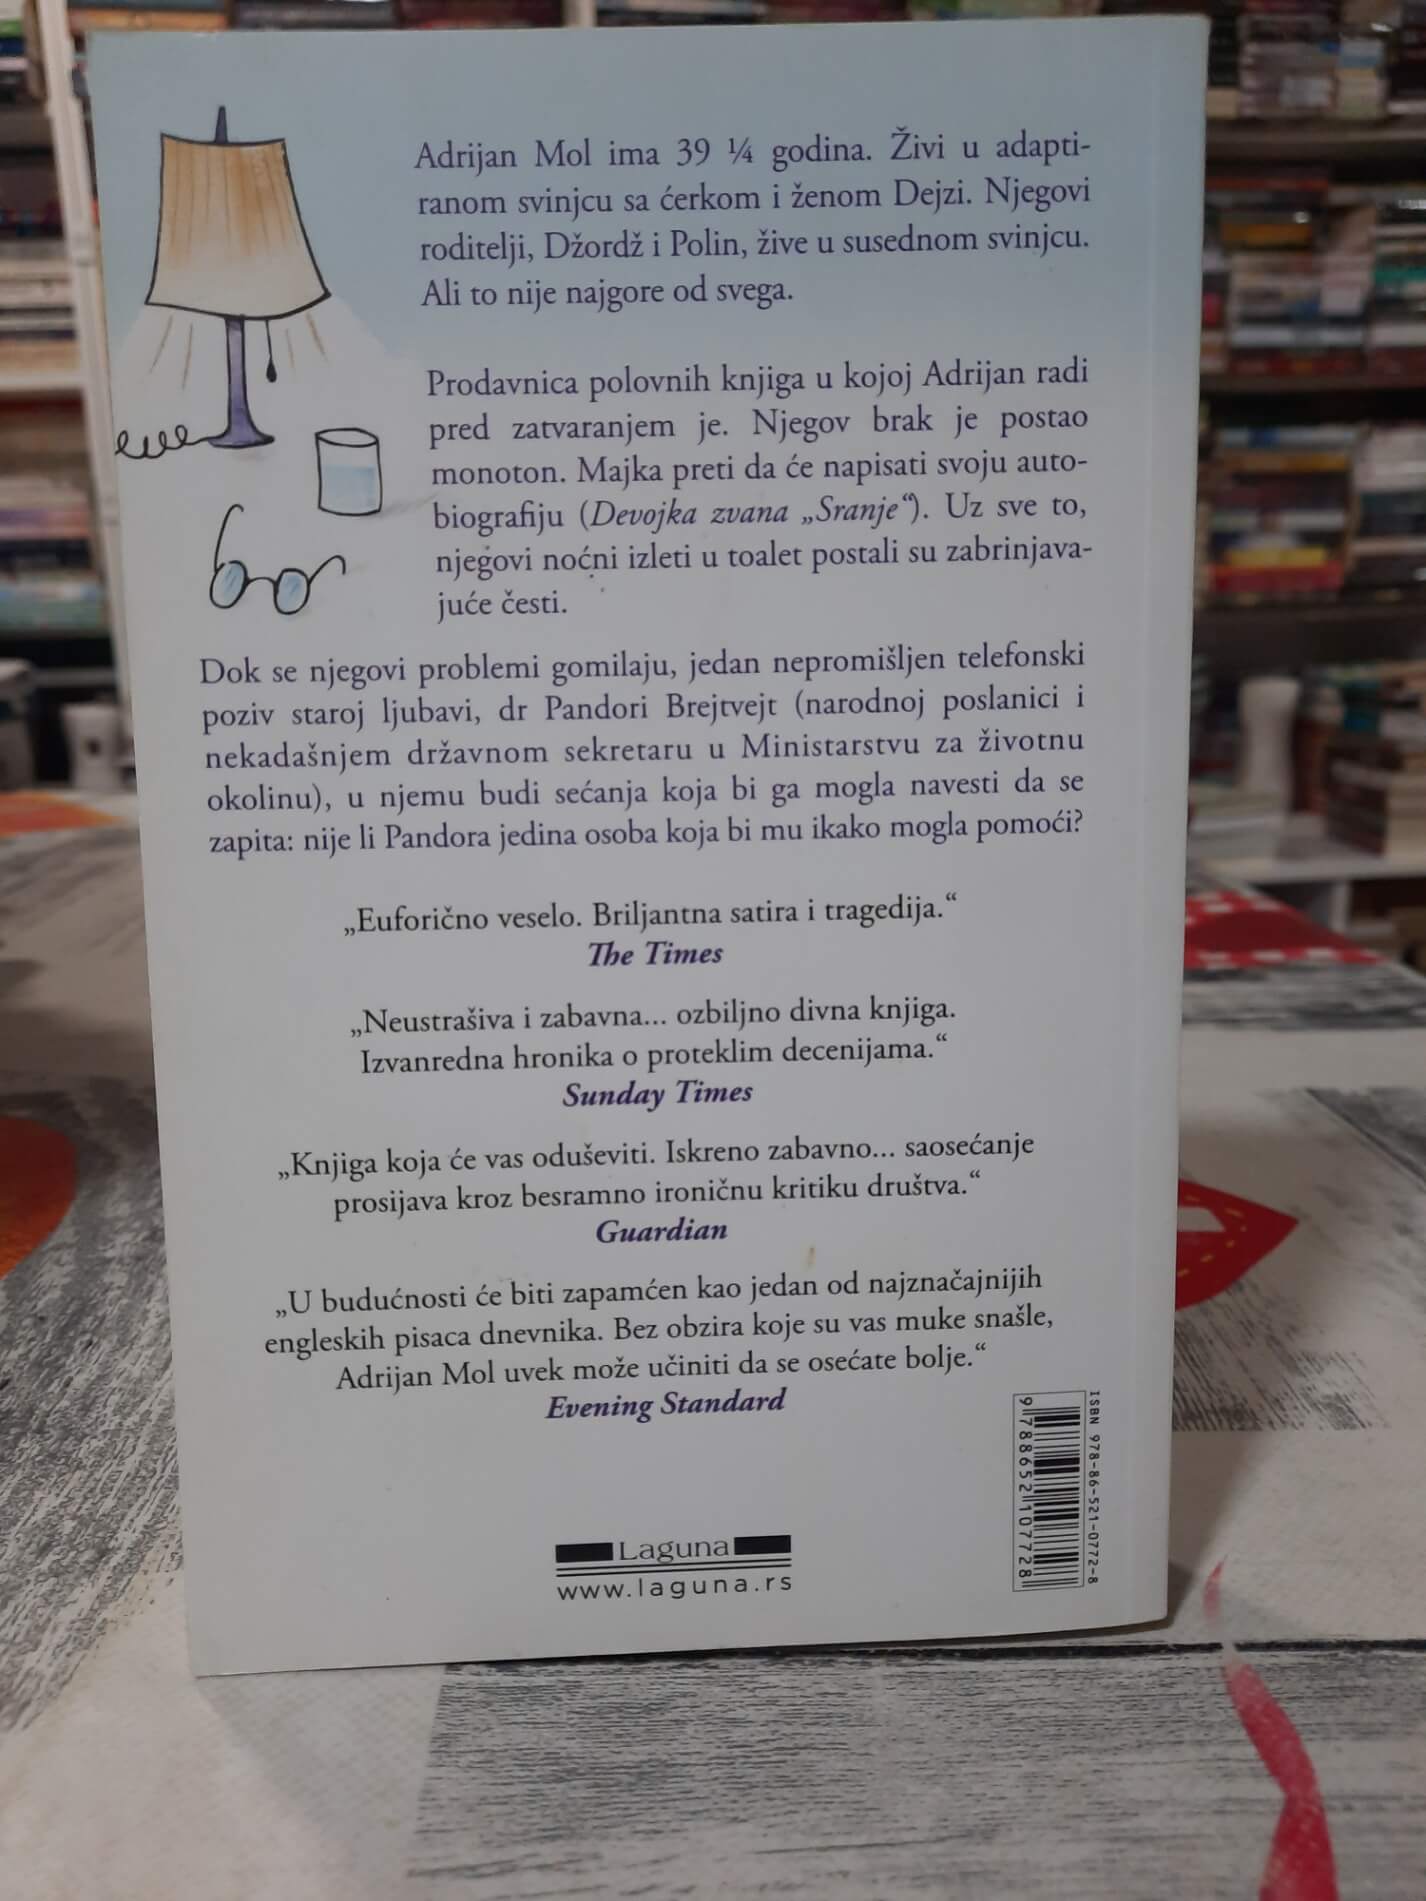 Adrijan Mol ima 39 ¼ godina. Živi u adapti-
ranom svinjcu sa ćerkom i ženom Dejzi. Njegovi
roditelji, Džordž i Polin, žive u susednom svinjcu.
Ali to nije najgore od svega.
Prodavnica polovnih knjiga u kojoj Adrijan radi
pred zatvaranjem je. Njegov brak je postao
monoton. Majka preti da će napisati svoju auto-
biografiju (Devojka zvana „Sranje“). Uz sve to,
njegovi noćni izleti u toalet postali su zabrinjava-
juće česti.
Dok se njegovi problemi gomilaju, jedan nepromišljen telefonski
poziv staroj ljubavi, dr Pandori Brejtvejt (narodnoj poslanici i
nekadašnjem državnom sekretaru u Ministarstvu za životnu
okolinu), u njemu budi sećanja koja bi ga mogla navesti da se
zapita: nije li Pandora jedina osoba koja bi mu ikako mogla pomoći?
„Euforično veselo. Briljantna satira i tragedija.“
The Times
„Neustrašiva i zabavna... ozbiljno divna knjiga.
Izvanredna hronika o proteklim decenijama.“
Sunday Times
„Knjiga koja će vas oduševiti. Iskreno zabavno... saosećanje
prosijava kroz besramno ironičnu kritiku društva.“
Guardian
„U budućnosti će biti zapamćen kao jedan od najznačajnijih
engleskih pisaca dnevnika. Bez obzira koje su vas muke snašle,
Adrijan Mol uvek može učiniti da se osećate bolje.“
Evening Standard
ISBN 978-86-521-0772-8
9 788652 107728
Laguna
www.laguna.rs